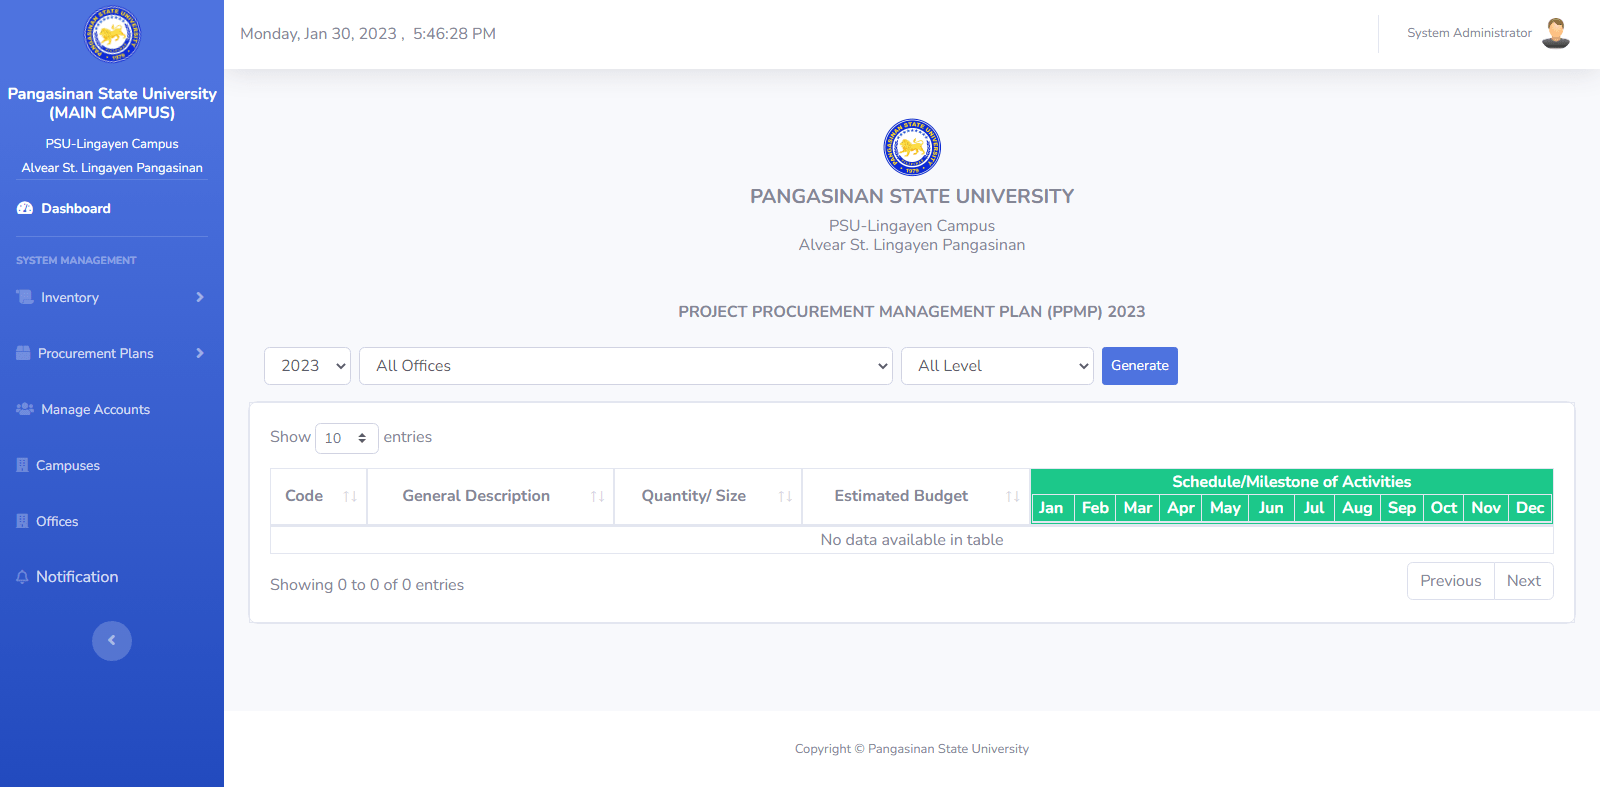 Pangasinan State University
(MAIN CAMPUS)
PSU-Lingayen Campus
Alvear St. Lingayen Pangasinan
Dashboard
SYSTEM MANAGEMENT
Inventory
Procurement Plans
Manage Accounts
Campuses
Offices
Notification
Monday, Jan 30, 2023 , 5:46:28 PM
System Administrator
PANGASINAN STATE UNIVERSITY
1979
PANGASINAN STATE UNIVERSITY
PSU-Lingayen Campus
Alvear St. Lingayen Pangasinan
PROJECT PROCUREMENT MANAGEMENT PLAN (PPMP) 2023
2023 All Offices All Level Generate
Show 10 entries
Code General Description Quantity/ Size Estimated Budget Schedule/Milestone of Activities
Jan Feb Mar Apr May Jun Jul Aug Sep Oct Nov Dec
No data available in table
Showing 0 to 0 of 0 entries
Previous Next
Copyright © Pangasinan State University